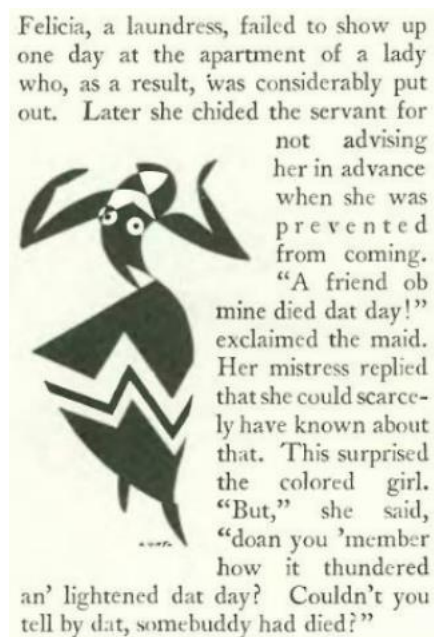 Felicia, a laundress, failed to show up
one day at the apartment of a lady
who, as a result, was considerably put
out. Later she chided the servant for
not advising
her in advance
when she was
prevented
from coming.
“A friend ob
mine died dat day!”
exclaimed the maid.
Her mistress replied
that she could scarce-
ly have known about
that. This surprised
the colored girl.
“But,” she said,
“doan you ’member
how it thundered
an’ lightened dat day? Couldn’t you
tell by dat, somebuddy had died?”